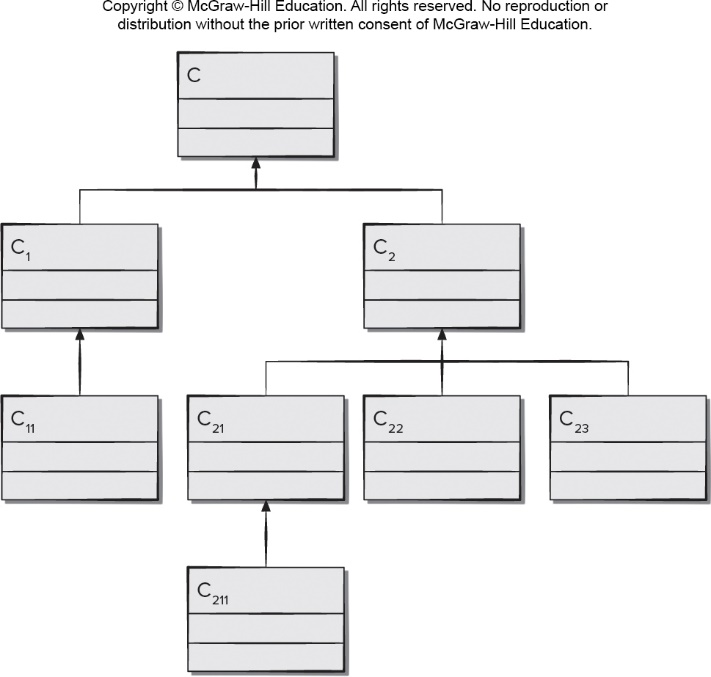 Copyright © McGraw-Hill Education. All rights reserved. No reproduction or
distribution without the prior written consent of McGraw-Hill Education.
C
C₁
C₂
C₁₁
C₂₁
C₂₂
C₂₃
C₂₁₁